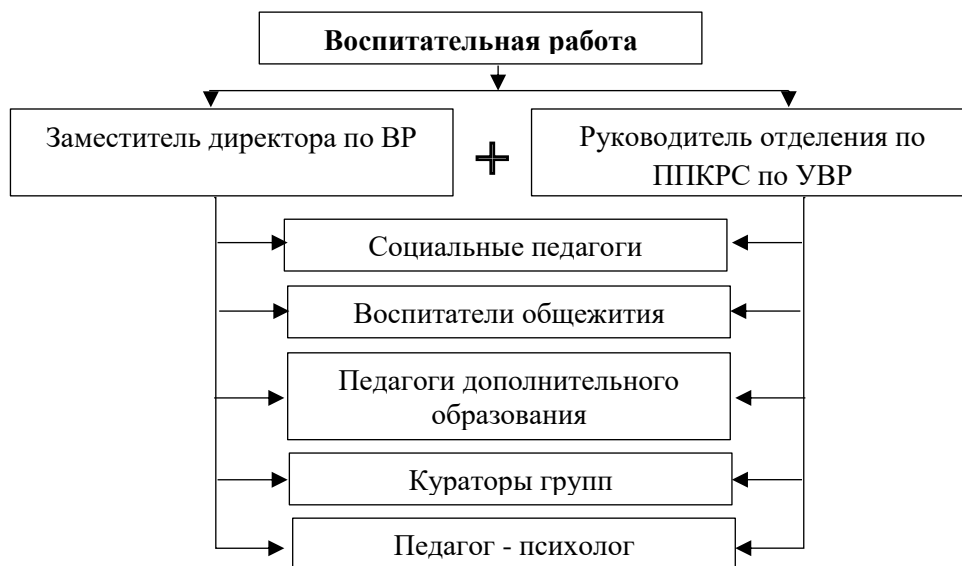 Воспитательная работа
Заместитель директора по ВР
Руководитель отделения по
ППКРС по УВР
Социальные педагоги
Воспитатели общежития
Педагоги дополнительного
образования
Кураторы групп
Педагог - психолог